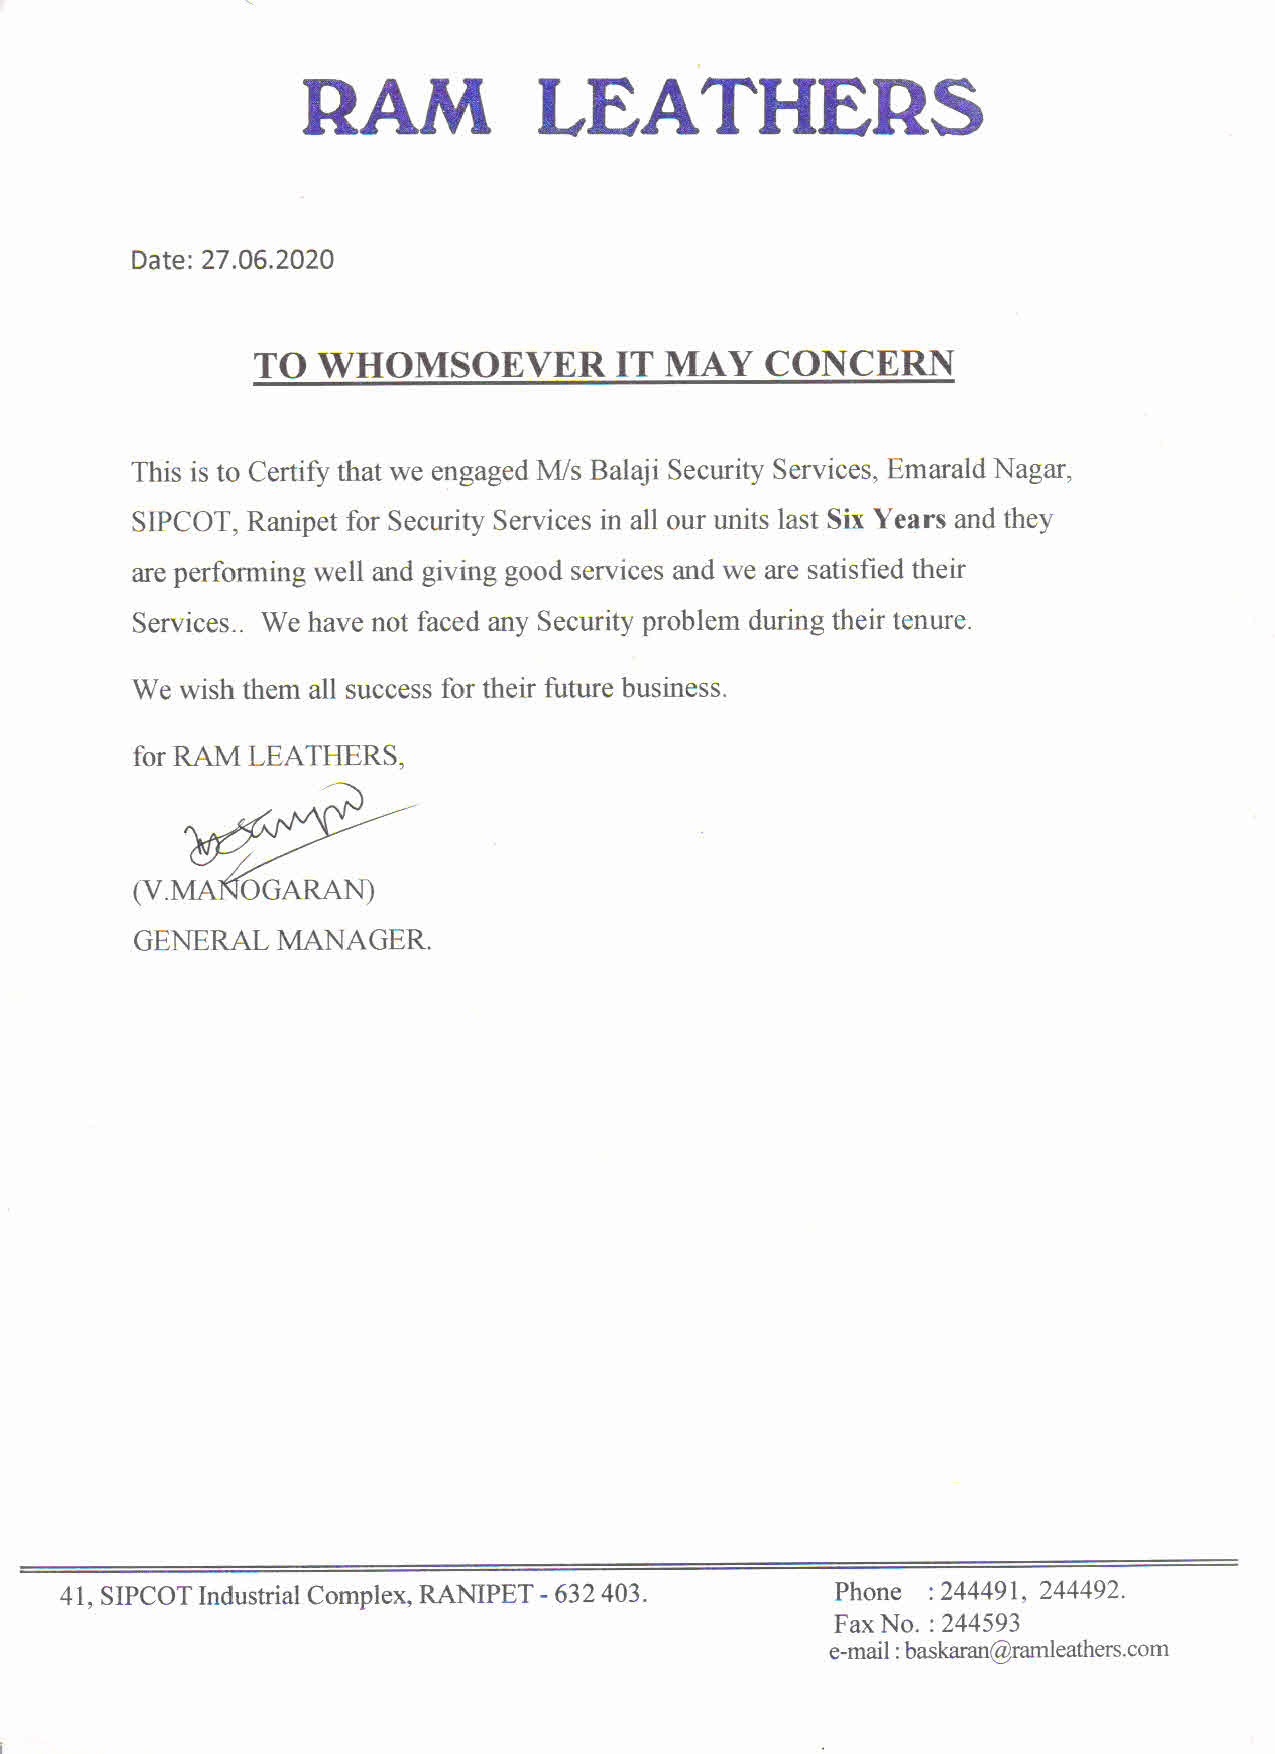 RAM LEATHERS
Date: 27.06.2020
TO WHOMSOEVER IT MAY CONCERN
This is to Certify that we engaged M/s Balaji Security Services, Emarald Nagar,
SIPCOT, Ranipet for Security Services in all our units last Six Years and they
are performing well and giving good services and we are satisfied their
Services.. We have not faced any Security problem during their tenure.
We wish them all success for their future business.
for RAM LEATHERS,
(V.MANOGARAN)
GENERAL MANAGER.
41, SIPCOT Industrial Complex, RANIPET - 632 403.
Phone : 244491, 244492.
Fax No. : 244593
e-mail : baskaran@ramleathers.com